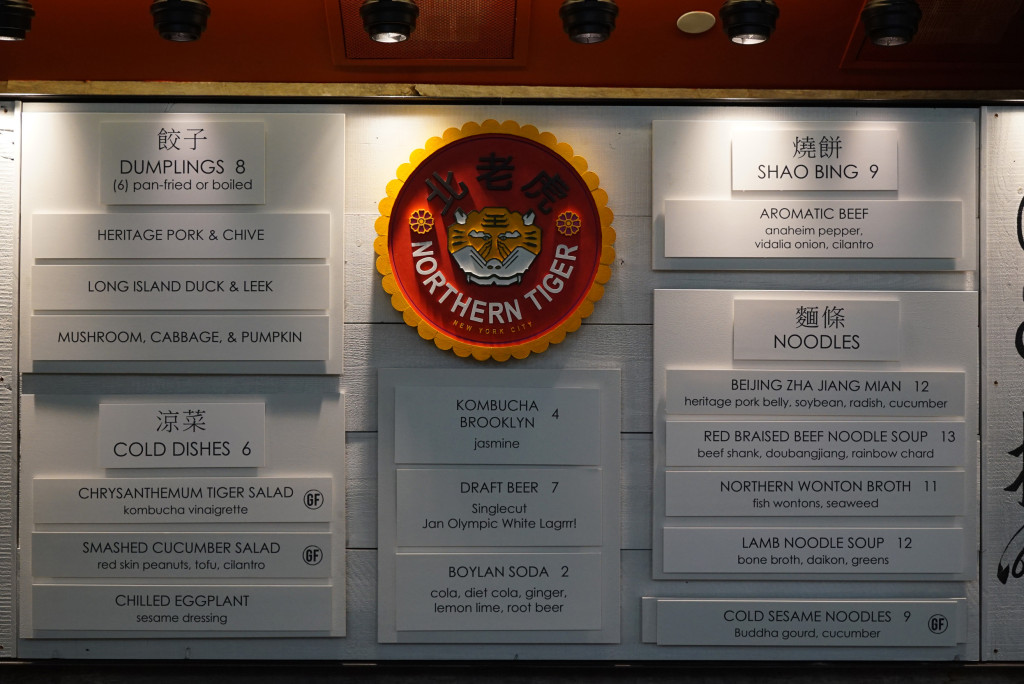 餃子
DUMPLINGS 8
(6) pan-fried or boiled
HERITAGE PORK & CHIVE
LONG ISLAND DUCK & LEEK
MUSHROOM, CABBAGE, & PUMPKIN
涼菜
COLD DISHES 6
CHRYSANTHEMUM TIGER SALAD GF
kombucha vinaigrette
SMASHED CUCUMBER SALAD GF
red skin peanuts, tofu, cilantro
CHILLED EGGPLANT
sesame dressing
北老虎
王
NORTHERN TIGER
NEW YORK CITY
KOMBUCHA
BROOKLYN 4
jasmine
DRAFT BEER 7
Singlecut
Jan Olympic White Lagrrr!
BOYLAN SODA 2
cola, diet cola, ginger,
lemon lime, root beer
燒餅
SHAO BING 9
AROMATIC BEEF
anaheim pepper,
vidalia onion, cilantro
麵條
NOODLES
BEIJING ZHA JIANG MIAN 12
heritage pork belly, soybean, radish, cucumber
RED BRAISED BEEF NOODLE SOUP 13
beef shank, doubangjiang, rainbow chard
NORTHERN WONTON BROTH 11
fish wontons, seaweed
LAMB NOODLE SOUP 12
bone broth, daikon, greens
COLD SESAME NOODLES 9 GF
Buddha gourd, cucumber